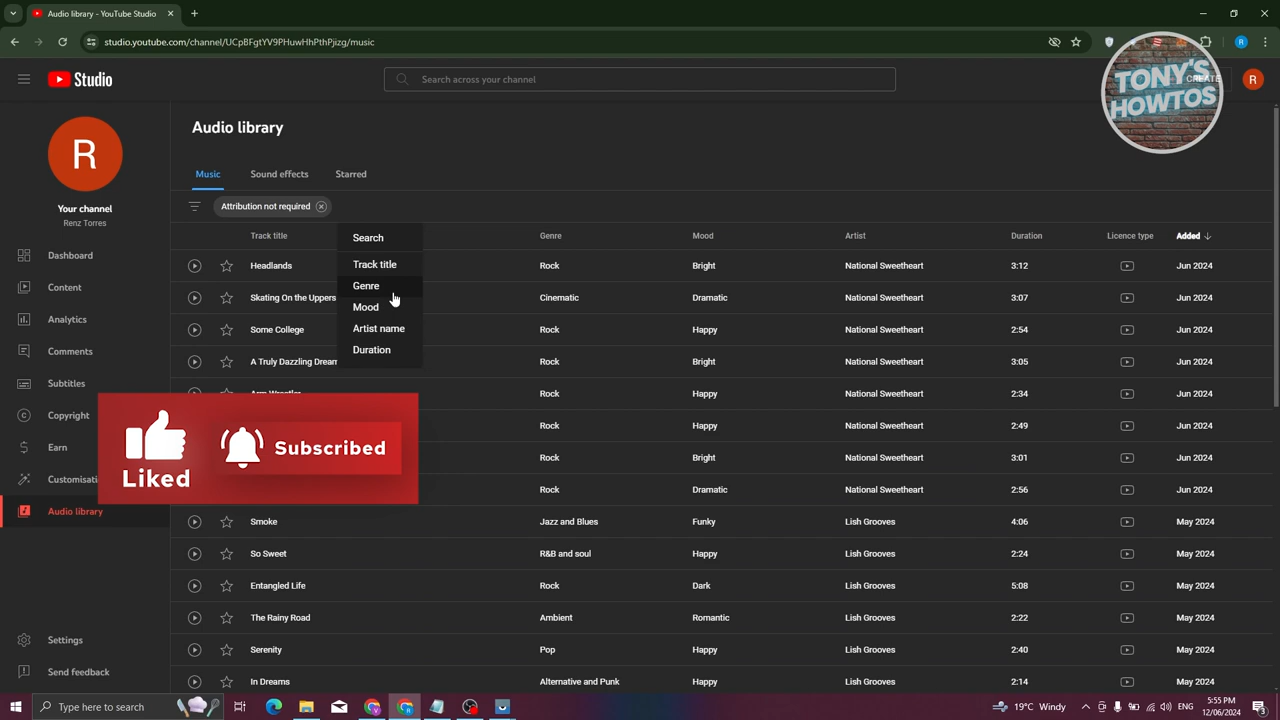 Audio library - YouTube Studio
studio.youtube.com/channel/UCpBFgtYV9PHuwHhPthPjizg/music
R
Studio
Search across your channel
CREATE
R
TONY'S
HOWTOS
R
Your channel
Renz Torres
Dashboard
Content
Analytics
Comments
Subtitles
Copyright
Earn
Customisati
Audio library
Settings
Send feedback
Audio library
Music Sound effects Starred
Attribution not required
Search
Track title
Genre
Mood
Artist name
Duration
Track title Genre Mood Artist Duration Licence type Added
Headlands Rock Bright National Sweetheart 3:12 Jun 2024
Skating On the Uppers Cinematic Dramatic National Sweetheart 3:07 Jun 2024
Some College Rock Happy National Sweetheart 2:54 Jun 2024
A Truly Dazzling Dream Rock Bright National Sweetheart 3:05 Jun 2024
Arm Wrestler Rock Happy National Sweetheart 2:34 Jun 2024
Rock Happy National Sweetheart 2:49 Jun 2024
Rock Bright National Sweetheart 3:01 Jun 2024
Rock Dramatic National Sweetheart 2:56 Jun 2024
Smoke Jazz and Blues Funky Lish Grooves 4:06 May 2024
So Sweet R&B and soul Happy Lish Grooves 2:24 May 2024
Entangled Life Rock Dark Lish Grooves 5:08 May 2024
The Rainy Road Ambient Romantic Lish Grooves 2:22 May 2024
Serenity Pop Happy Lish Grooves 2:40 May 2024
In Dreams Alternative and Punk Happy Lish Grooves 2:14 May 2024
Liked
Subscribed
Type here to search
19°C Windy
ENG
5:55 PM
12/06/2024